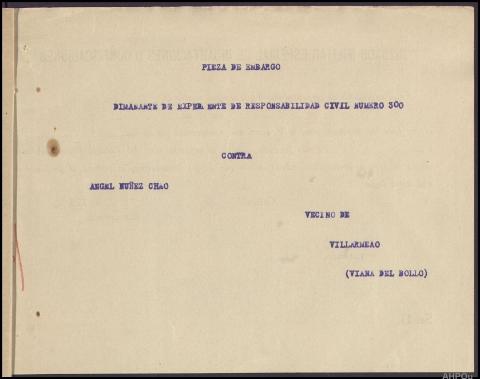 PIEZA DE EMBARGO
DIMANANTE DE EXPEDIENTE DE RESPONSABILIDAD CIVIL NUMERO 300
CONTRA
ANGEL NUÑEZ CHAO
VECINO DE
VILLARMEAO
(VIANA DEL BOLLO)
AHPOu